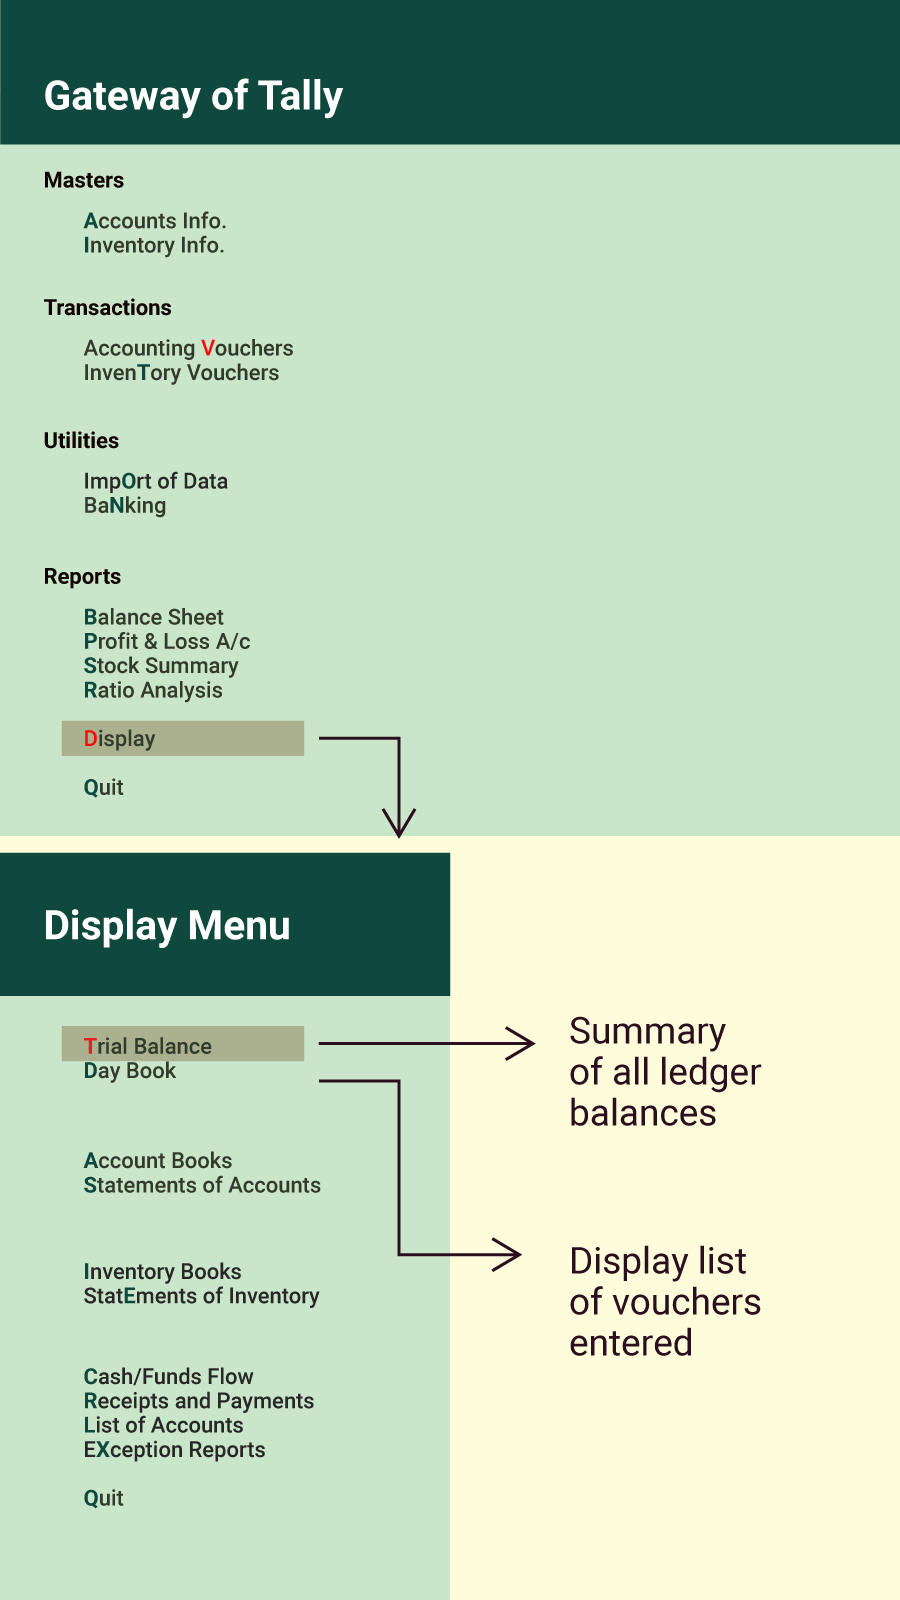 Gateway of Tally
Masters
Accounts Info.
Inventory Info.
Transactions
Accounting Vouchers
InvenTory Vouchers
Utilities
ImpOrt of Data
BaNking
Reports
Balance Sheet
Profit & Loss A/c
Stock Summary
Ratio Analysis
Display
Quit
Display Menu
Trial Balance
Day Book
Account Books
Statements of Accounts
Inventory Books
StatEments of Inventory
Cash/Funds Flow
Receipts and Payments
List of Accounts
EXception Reports
Quit
Summary
of all ledger
balances
Display list
of vouchers
entered